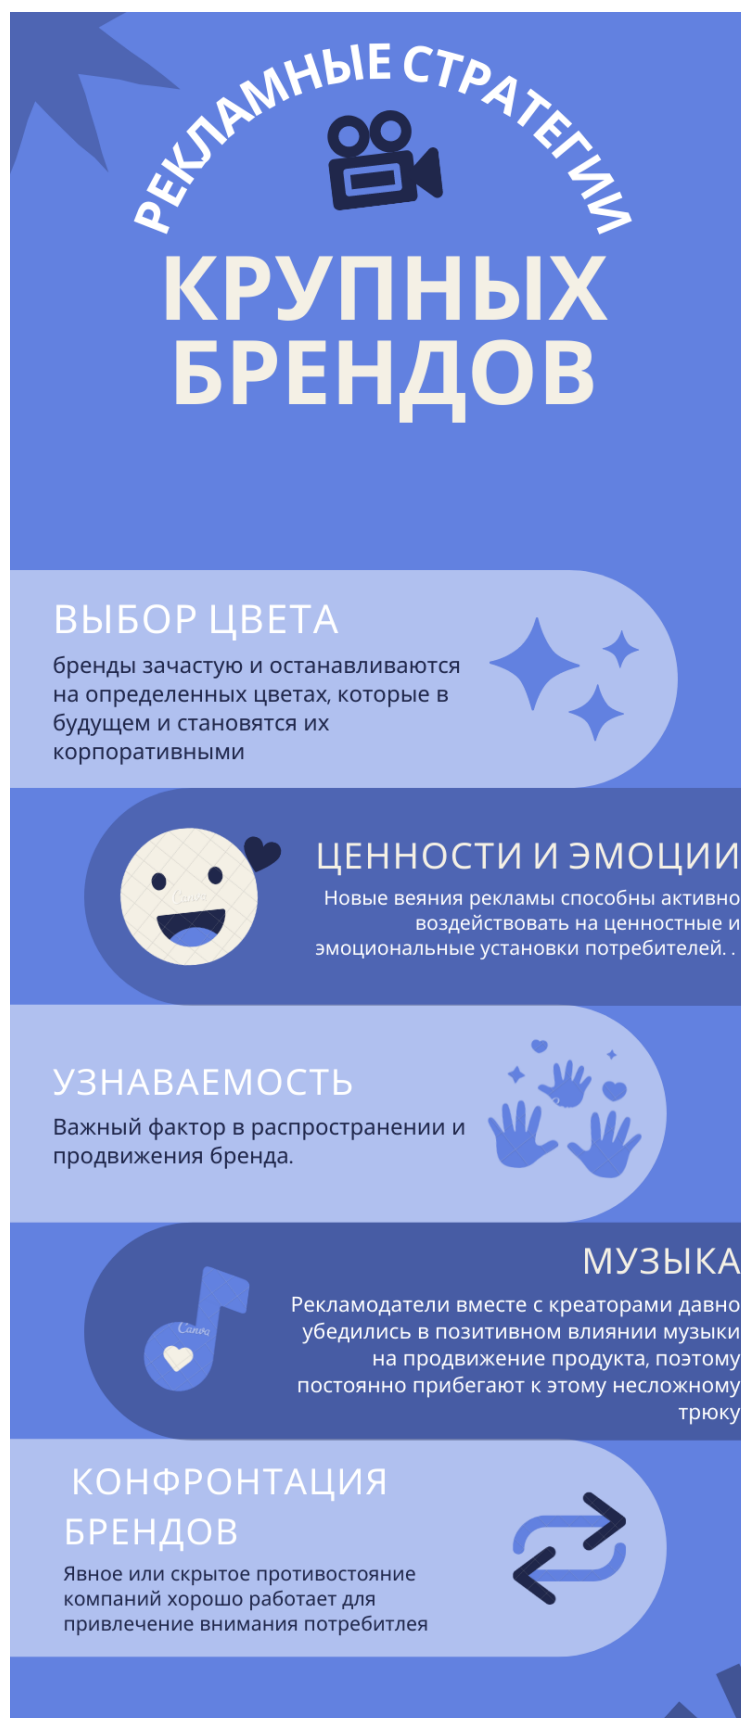 РЕКЛАМНЫЕ СТРАТЕГИИ
КРУПНЫХ
БРЕНДОВ
ВЫБОР ЦВЕТА
бренды зачастую и останавливаются
на определенных цветах, которые в
будущем и становятся их
корпоративными
Canva
ЦЕННОСТИ И ЭМОЦИИ
Новые веяния рекламы способны активно
воздействовать на ценностные и
эмоциональные установки потребителей. .
УЗНАВАЕМОСТЬ
Важный фактор в распространении и
продвижения бренда.
МУЗЫКА
Canva
Рекламодатели вместе с креаторами давно
убедились в позитивном влиянии музыки
на продвижение продукта, поэтому
постоянно прибегают к этому несложному
трюку
КОНФРОНТАЦИЯ
БРЕНДОВ
Явное или скрытое противостояние
компаний хорошо работает для
привлечение внимания потребитлея